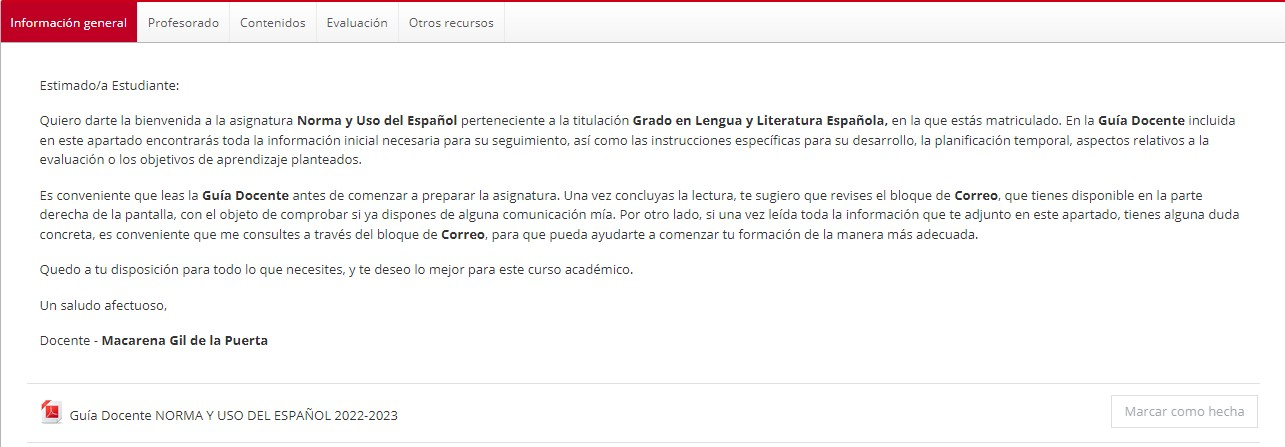 Información general
Profesorado
Contenidos
Evaluación
Otros recursos
Estimado/a Estudiante:
Quiero darte la bienvenida a la asignatura Norma y Uso del Español perteneciente a la titulación Grado en Lengua y Literatura Española, en la que estás matriculado. En la Guía Docente incluida
en este apartado encontrarás toda la información inicial necesaria para su seguimiento, así como las instrucciones específicas para su desarrollo, la planificación temporal, aspectos relativos a la
evaluación o los objetivos de aprendizaje planteados.
Es conveniente que leas la Guía Docente antes de comenzar a preparar la asignatura. Una vez concluyas la lectura, te sugiero que revises el bloque de Correo, que tienes disponible en la parte
derecha de la pantalla, con el objeto de comprobar si ya dispones de alguna comunicación mía. Por otro lado, si una vez leída toda la información que te adjunto en este apartado, tienes alguna duda
concreta, es conveniente que me consultes a través del bloque de Correo, para que pueda ayudarte a comenzar tu formación de la manera más adecuada.
Quedo a tu disposición para todo lo que necesites, y te deseo lo mejor para este curso académico.
Un saludo afectuoso,
Docente - Macarena Gil de la Puerta
Guía Docente NORMA Y USO DEL ESPAÑOL 2022-2023
Marcar como hecha